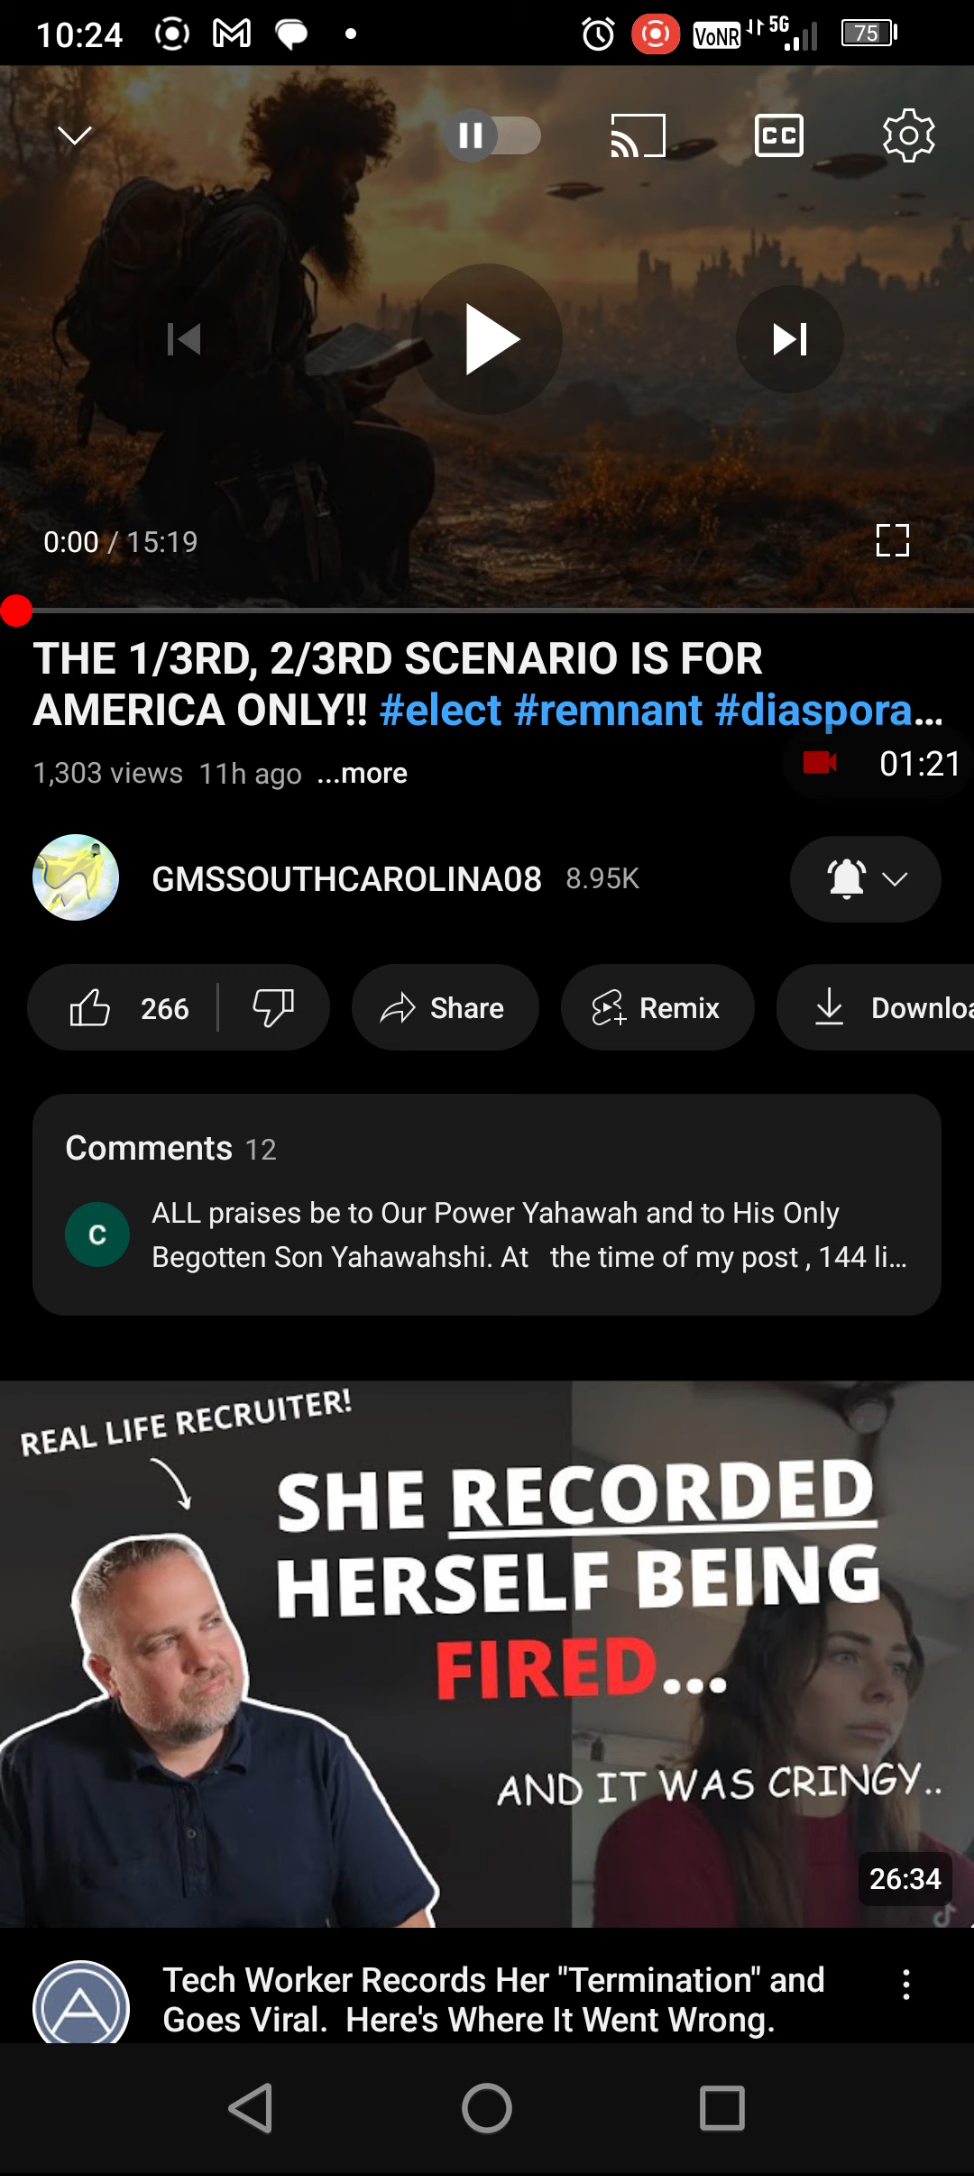 10:24
VoNR 5G 75
CC
0:00 / 15:19
THE 1/3RD, 2/3RD SCENARIO IS FOR
AMERICA ONLY!! #elect #remnant #diaspora...
1,303 views 11h ago ...more
01:21
GMSSOUTHCAROLINA08 8.95K
266 Share Remix Downloa
Comments 12
C
ALL praises be to Our Power Yahawah and to His Only
Begotten Son Yahawahshi. At the time of my post , 144 li...
REAL LIFE RECRUITER!
SHE RECORDED
HERSELF BEING
FIRED...
AND IT WAS CRINGY..
26:34
Tech Worker Records Her "Termination" and
Goes Viral. Here's Where It Went Wrong.